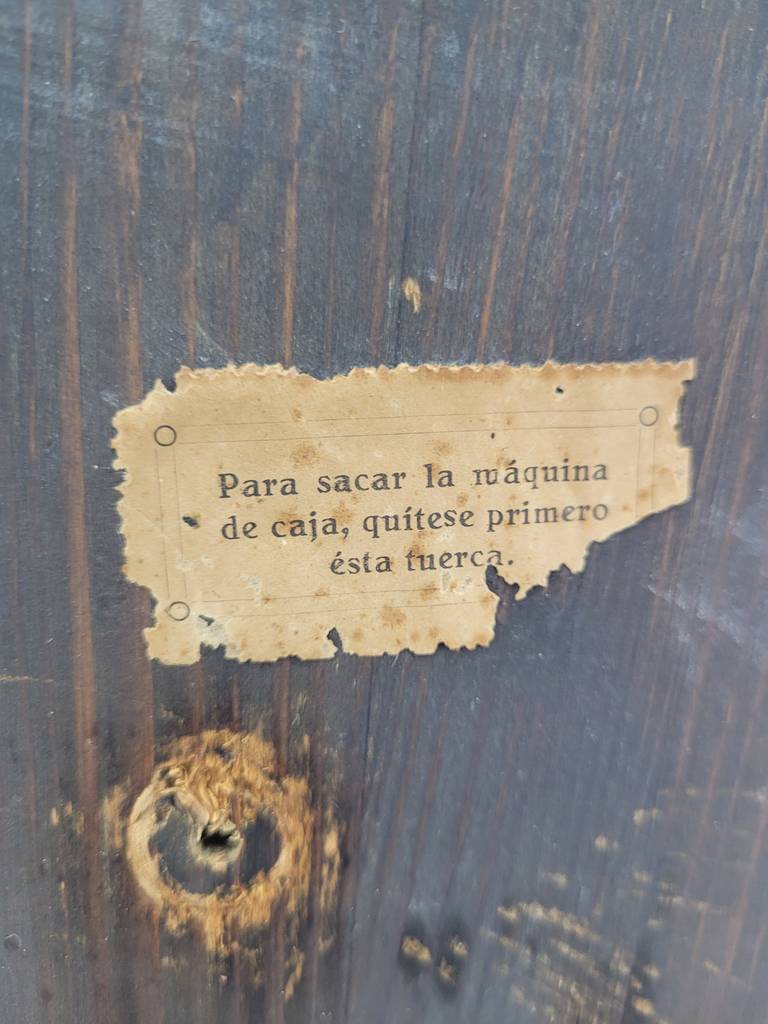 Para sacar la máquina
de caja, quítese primero
ésta tuerca.